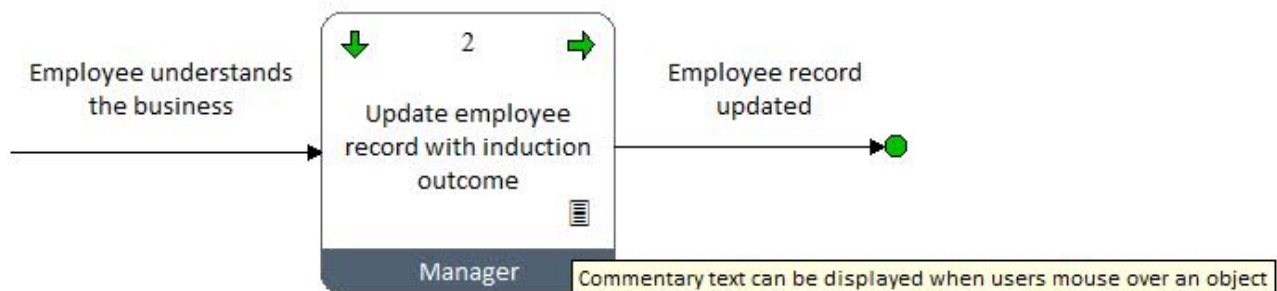 2
Employee understands
the business
Update employee
record with induction
outcome
Employee record
updated
Manager
Commentary text can be displayed when users mouse over an object